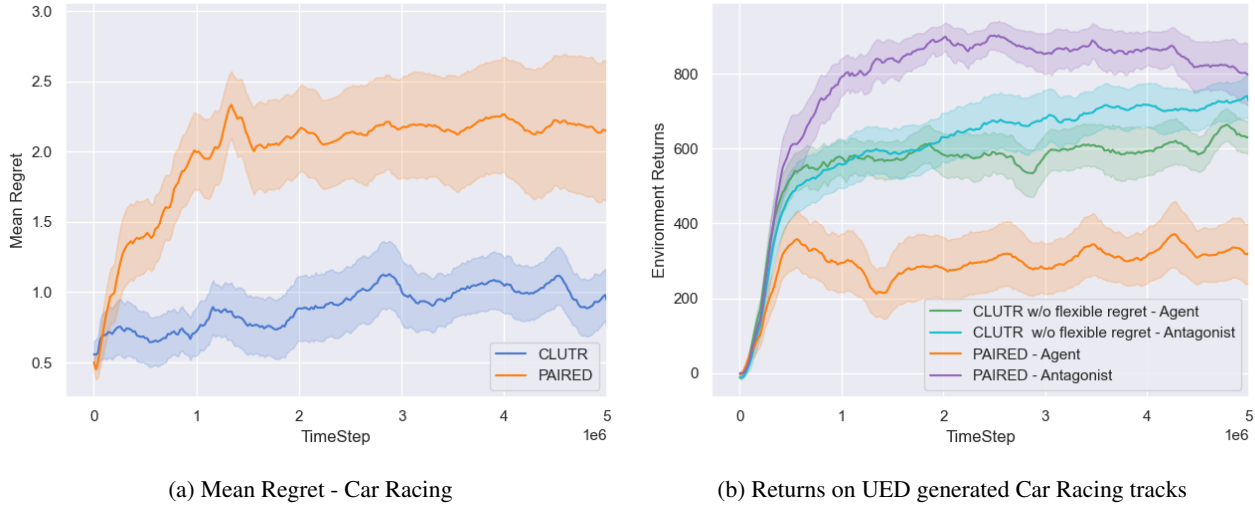 3.0
2.5
2.0
1.5
1.0
0.5
Mean Regret
0 1 2 3 4 5
1e6
TimeStep
CLUTR
PAIRED
(a) Mean Regret - Car Racing
800
600
400
200
0
Environment Returns
0 1 2 3 4 5
1e6
TimeStep
CLUTR w/o flexible regret - Agent
CLUTR w/o flexible regret - Antagonist
PAIRED - Agent
PAIRED - Antagonist
(b) Returns on UED generated Car Racing tracks